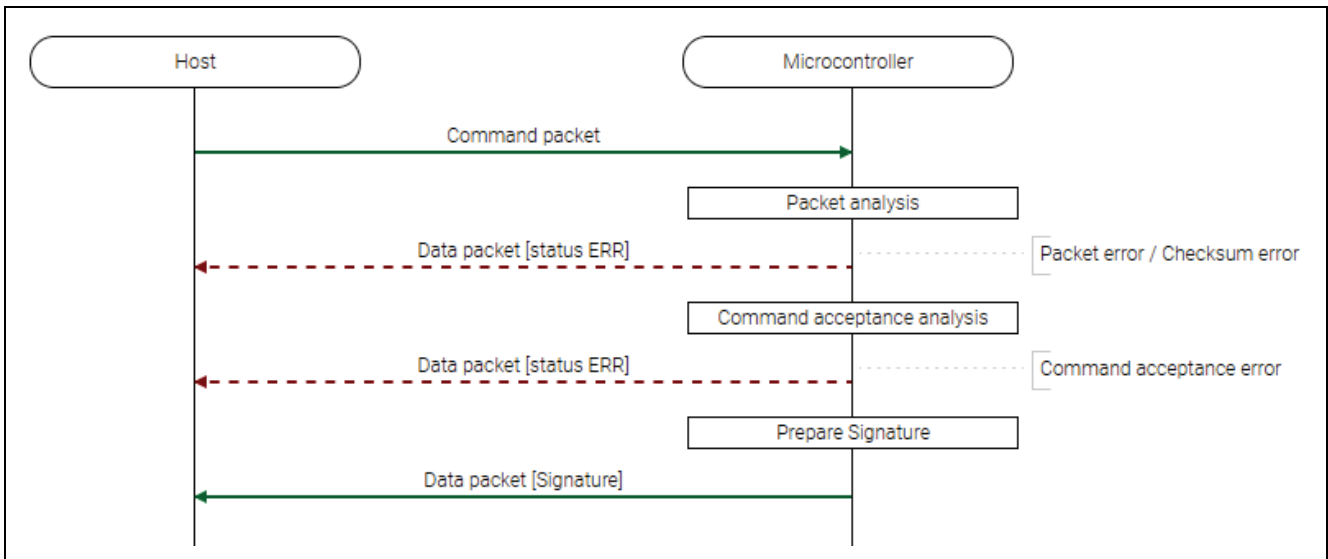 Host
Microcontroller
Command packet
Packet analysis
Data packet [status ERR]
Packet error / Checksum error
Command acceptance analysis
Data packet [status ERR]
Command acceptance error
Prepare Signature
Data packet [Signature]